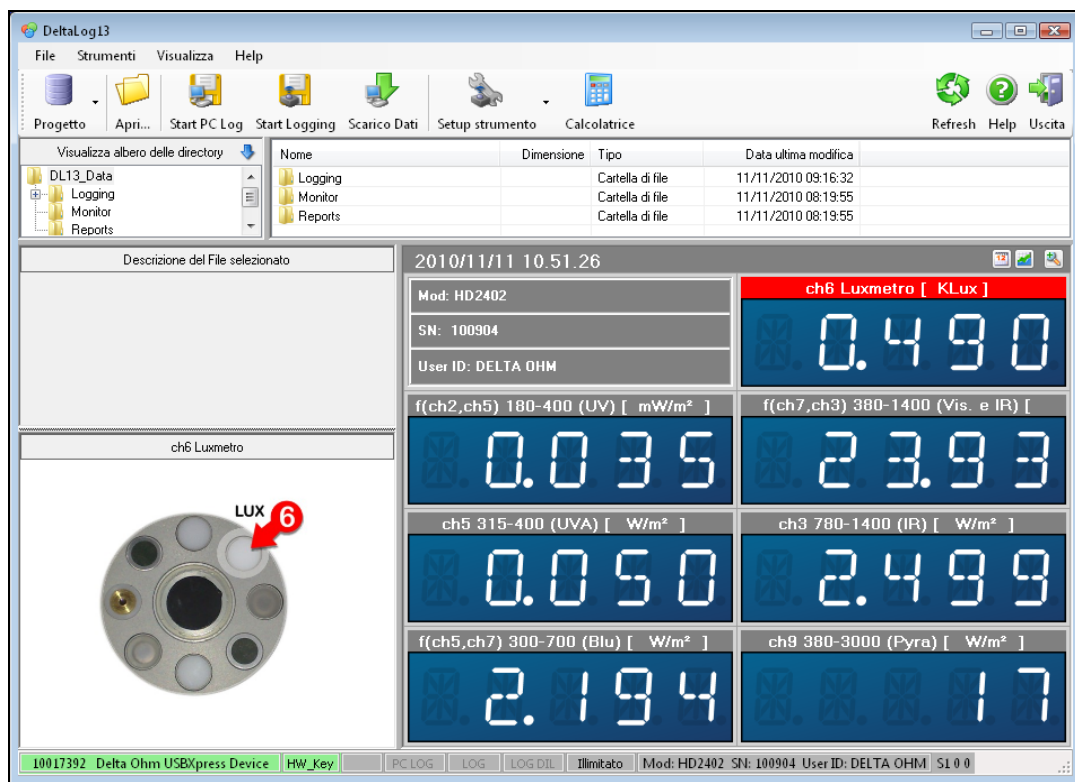 DeltaLog13
File Strumenti Visualizza Help
Progetto Apri... Start PC Log Start Logging Scarico Dati Setup strumento Calcolatrice Refresh Help Uscita
Visualizza albero delle directory
DL13_Data
Logging
Monitor
Reports
Nome Dimensione Tipo Data ultima modifica
Logging Cartella di file 11/11/2010 09:16:32
Monitor Cartella di file 11/11/2010 08:19:55
Reports Cartella di file 11/11/2010 08:19:55
Descrizione del File selezionato
ch6 Luxmetro
LUX 6
2010/11/11 10.51.26
12
Mod: HD2402
SN: 100904
User ID: DELTA OHM
ch6 Luxmetro [ KLux ]
0.490
f(ch2,ch5) 180-400 (UV) [ mW/m² ]
0.035
f(ch7,ch3) 380-1400 (Vis. e IR) [
23.93
ch5 315-400 (UVA) [ W/m² ]
0.050
ch3 780-1400 (IR) [ W/m² ]
2.499
f(ch5,ch7) 300-700 (Blu) [ W/m² ]
2.194
ch9 380-3000 (Pyra) [ W/m² ]
17
10017392 Delta Ohm USBXpress Device HW_Key PC LOG LOG LOG DIL Illimitato Mod: HD2402 SN: 100904 User ID: DELTA OHM S1 0 0